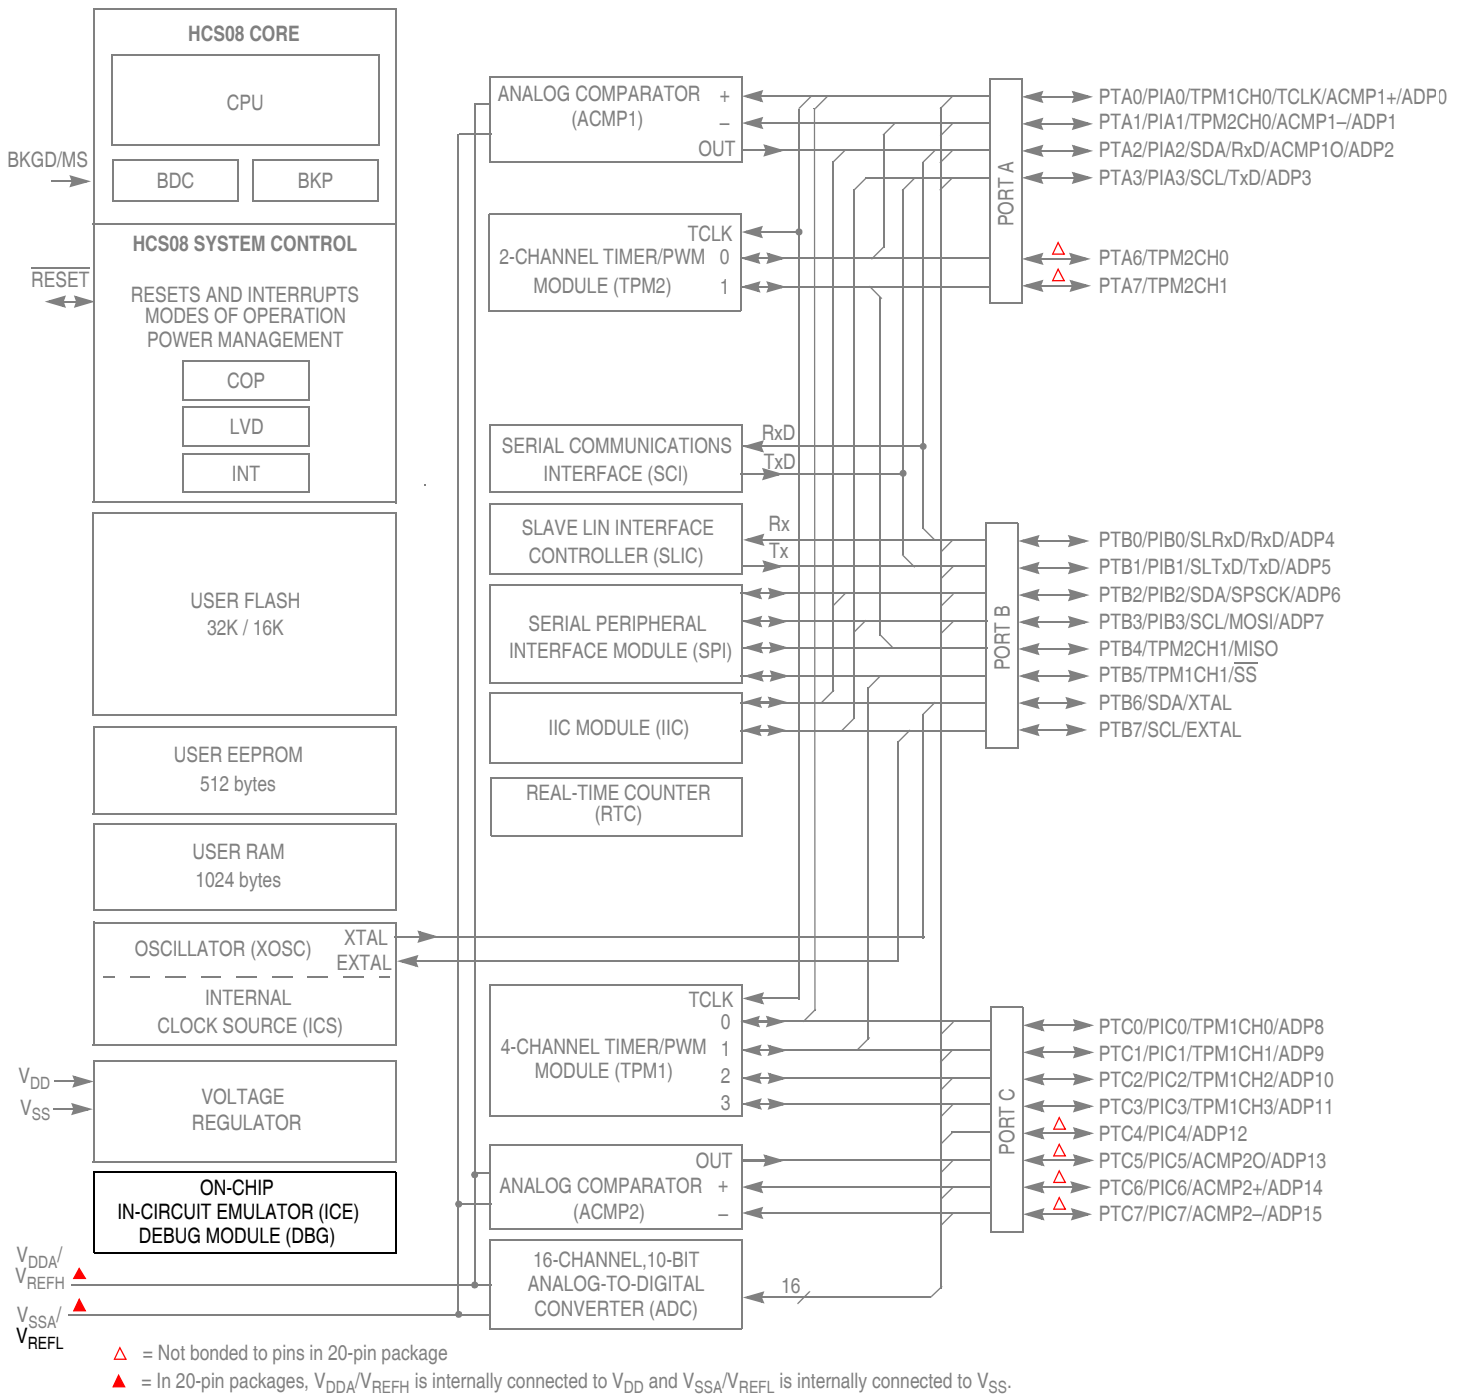 HCS08 CORE
CPU
BDC
BKP
BKGD/MS
HCS08 SYSTEM CONTROL
RESET
RESETS AND INTERRUPTS
MODES OF OPERATION
POWER MANAGEMENT
COP
LVD
INT
USER FLASH
32K / 16K
USER EEPROM
512 bytes
USER RAM
1024 bytes
OSCILLATOR (XOSC)
XTAL
EXTAL
INTERNAL
CLOCK SOURCE (ICS)
VDD
VSS
VOLTAGE
REGULATOR
ON-CHIP
IN-CIRCUIT EMULATOR (ICE)
DEBUG MODULE (DBG)
VDDA/
VREFH
VSSA/
VREFL
ANALOG COMPARATOR
(ACMP1)
+
–
OUT
TCLK
2-CHANNEL TIMER/PWM
MODULE (TPM2)
0
1
SERIAL COMMUNICATIONS
INTERFACE (SCI)
RxD
TxD
SLAVE LIN INTERFACE
CONTROLLER (SLIC)
Rx
Tx
SERIAL PERIPHERAL
INTERFACE MODULE (SPI)
IIC MODULE (IIC)
REAL-TIME COUNTER
(RTC)
TCLK
0
4-CHANNEL TIMER/PWM
MODULE (TPM1)
1
2
3
OUT
ANALOG COMPARATOR
(ACMP2)
+
–
16-CHANNEL,10-BIT
ANALOG-TO-DIGITAL
CONVERTER (ADC)
16
PORT A
PTA0/PIA0/TPM1CH0/TCLK/ACMP1+/ADP0
PTA1/PIA1/TPM2CH0/ACMP1–/ADP1
PTA2/PIA2/SDA/RxD/ACMP1O/ADP2
PTA3/PIA3/SCL/TxD/ADP3
PTA6/TPM2CH0
PTA7/TPM2CH1
PORT B
PTB0/PIB0/SLRxD/RxD/ADP4
PTB1/PIB1/SLTxD/TxD/ADP5
PTB2/PIB2/SDA/SPSCK/ADP6
PTB3/PIB3/SCL/MOSI/ADP7
PTB4/TPM2CH1/MISO
PTB5/TPM1CH1/SS
PTB6/SDA/XTAL
PTB7/SCL/EXTAL
PORT C
PTC0/PIC0/TPM1CH0/ADP8
PTC1/PIC1/TPM1CH1/ADP9
PTC2/PIC2/TPM1CH2/ADP10
PTC3/PIC3/TPM1CH3/ADP11
PTC4/PIC4/ADP12
PTC5/PIC5/ACMP2O/ADP13
PTC6/PIC6/ACMP2+/ADP14
PTC7/PIC7/ACMP2–/ADP15
△ = Not bonded to pins in 20-pin package
▲ = In 20-pin packages, VDDA/VREFH is internally connected to VDD and VSSA/VREFL is internally connected to VSS.